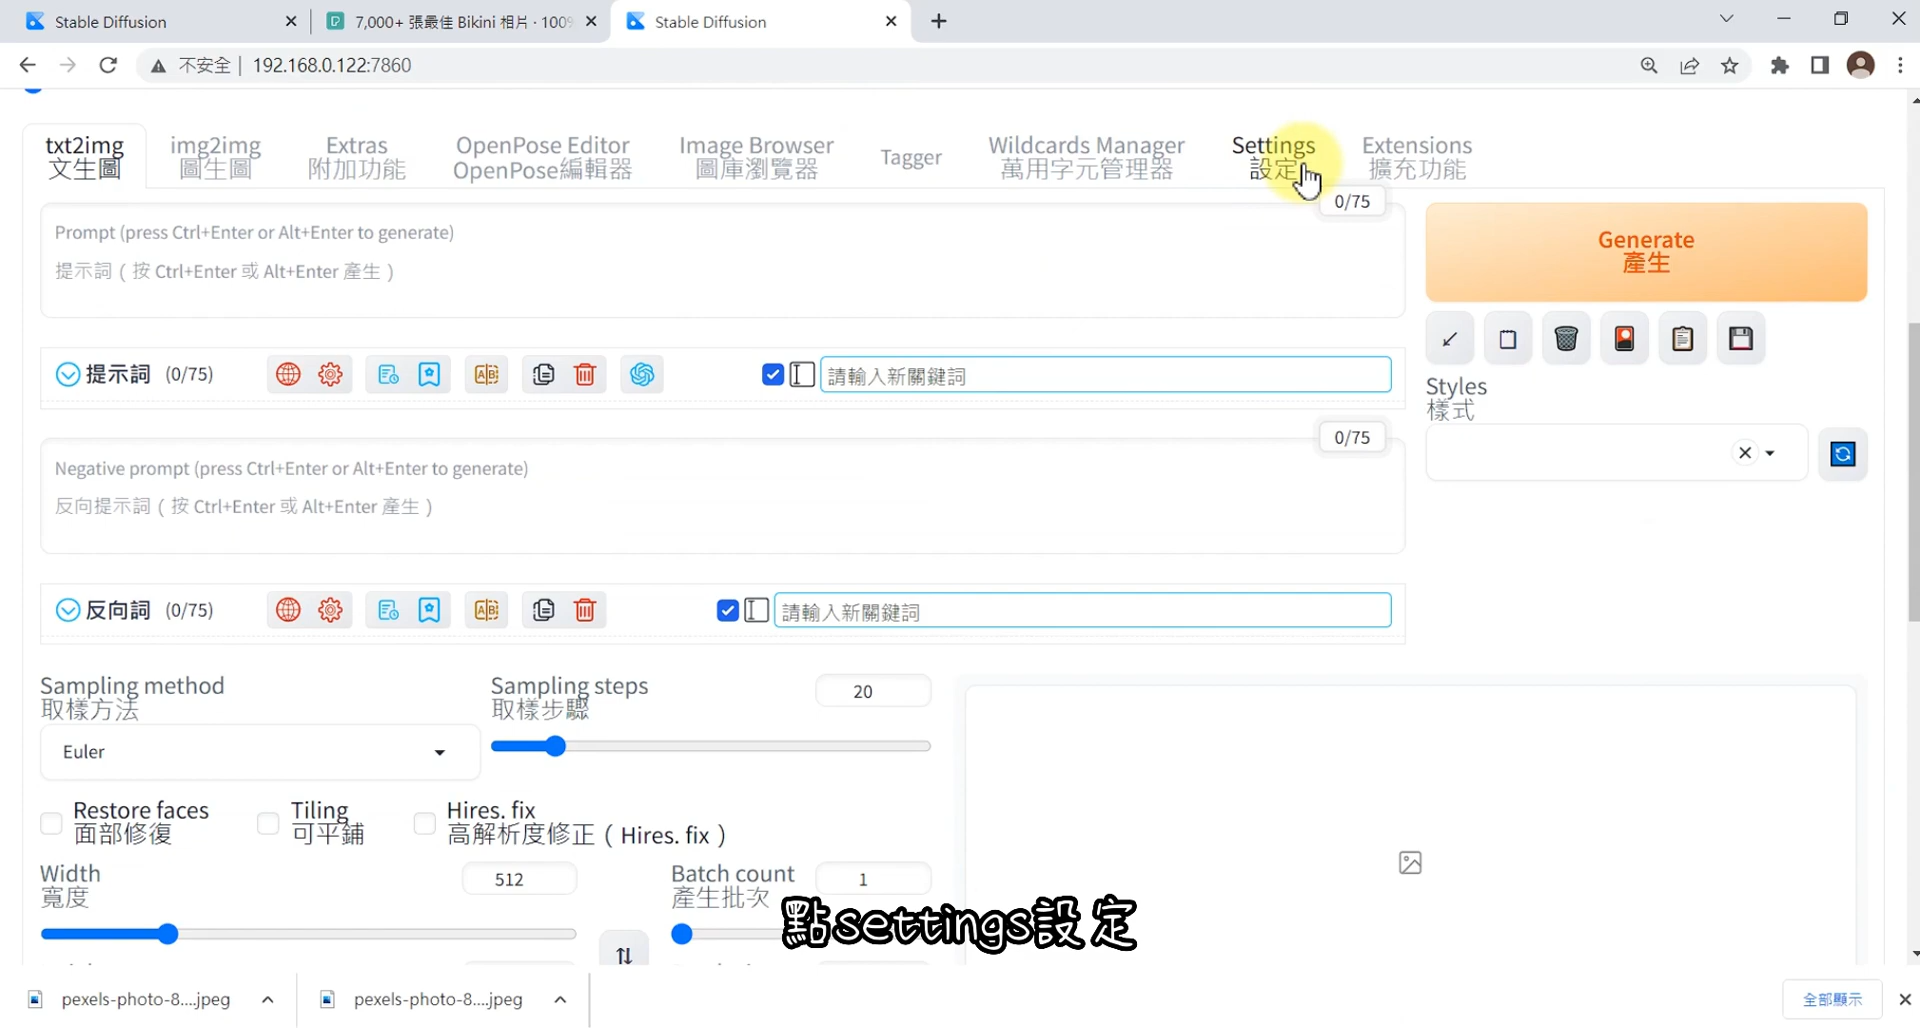 Stable Diffusion
7,000+ 張最佳 Bikini 相片 · 100%
Stable Diffusion
不安全 192.168.0.122:7860
txt2img
文生圖
img2img
圖生圖
Extras
附加功能
OpenPose Editor
OpenPose編輯器
Image Browser
圖庫瀏覽器
Tagger
Wildcards Manager
萬用字元管理器
Settings
設定
Extensions
擴充功能
0/75
Prompt (press Ctrl+Enter or Alt+Enter to generate)
提示詞（按 Ctrl+Enter 或 Alt+Enter 產生）
Generate
產生
提示詞 (0/75)
請輸入新關鍵詞
Styles
樣式
0/75
Negative prompt (press Ctrl+Enter or Alt+Enter to generate)
反向提示詞（按 Ctrl+Enter 或 Alt+Enter 產生）
反向詞 (0/75)
請輸入新關鍵詞
Sampling method
取樣方法
Euler
Sampling steps
取樣步驟
20
Restore faces
面部修復
Tiling
可平鋪
Hires. fix
高解析度修正（Hires. fix）
Width
寬度
512
Batch count
產生批次
1
點settings設定
pexels-photo-8....jpeg
pexels-photo-8....jpeg
全部顯示